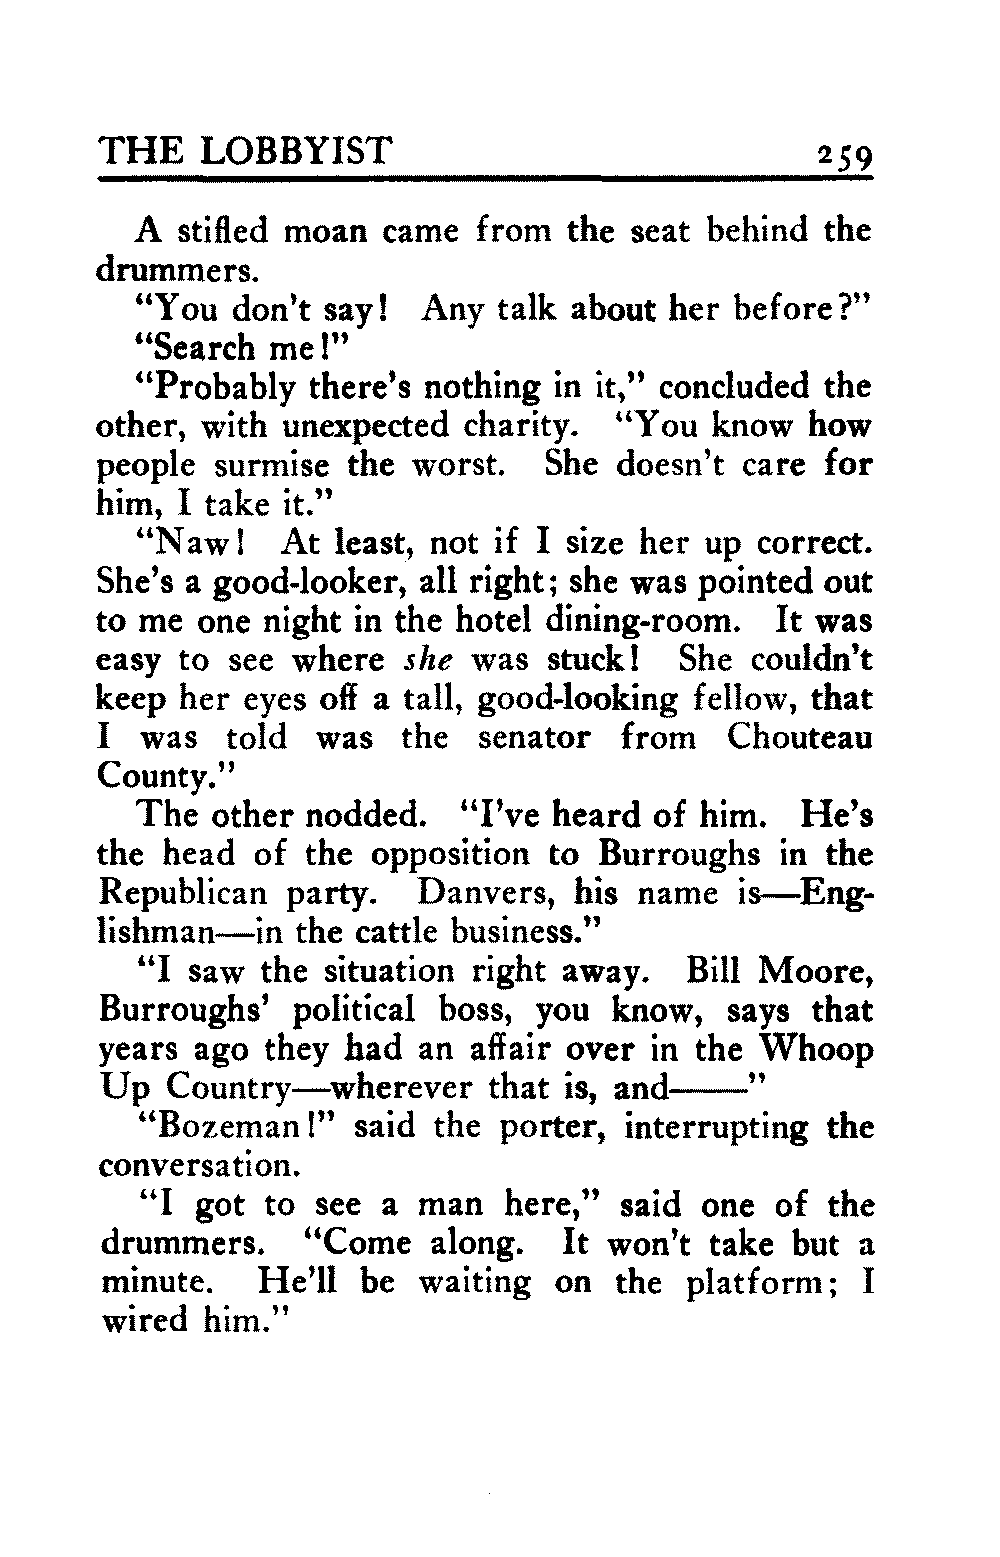 THE LOBBYIST 259
A stifled moan came from the seat behind the
drummers.
“You don’t say! Any talk about her before?”
“Search me!”
“Probably there’s nothing in it,” concluded the
other, with unexpected charity. “You know how
people surmise the worst. She doesn’t care for
him, I take it.”
“Naw! At least, not if I size her up correct.
She’s a good-looker, all right; she was pointed out
to me one night in the hotel dining-room. It was
easy to see where she was stuck! She couldn’t
keep her eyes off a tall, good-looking fellow, that
I was told was the senator from Chouteau
County.”
The other nodded. “I’ve heard of him. He’s
the head of the opposition to Burroughs in the
Republican party. Danvers, his name is—Eng-
lishman—in the cattle business.”
“I saw the situation right away. Bill Moore,
Burroughs’ political boss, you know, says that
years ago they had an affair over in the Whoop
Up Country—wherever that is, and——”
“Bozeman!” said the porter, interrupting the
conversation.
“I got to see a man here,” said one of the
drummers. “Come along. It won’t take but a
minute. He’ll be waiting on the platform; I
wired him.”